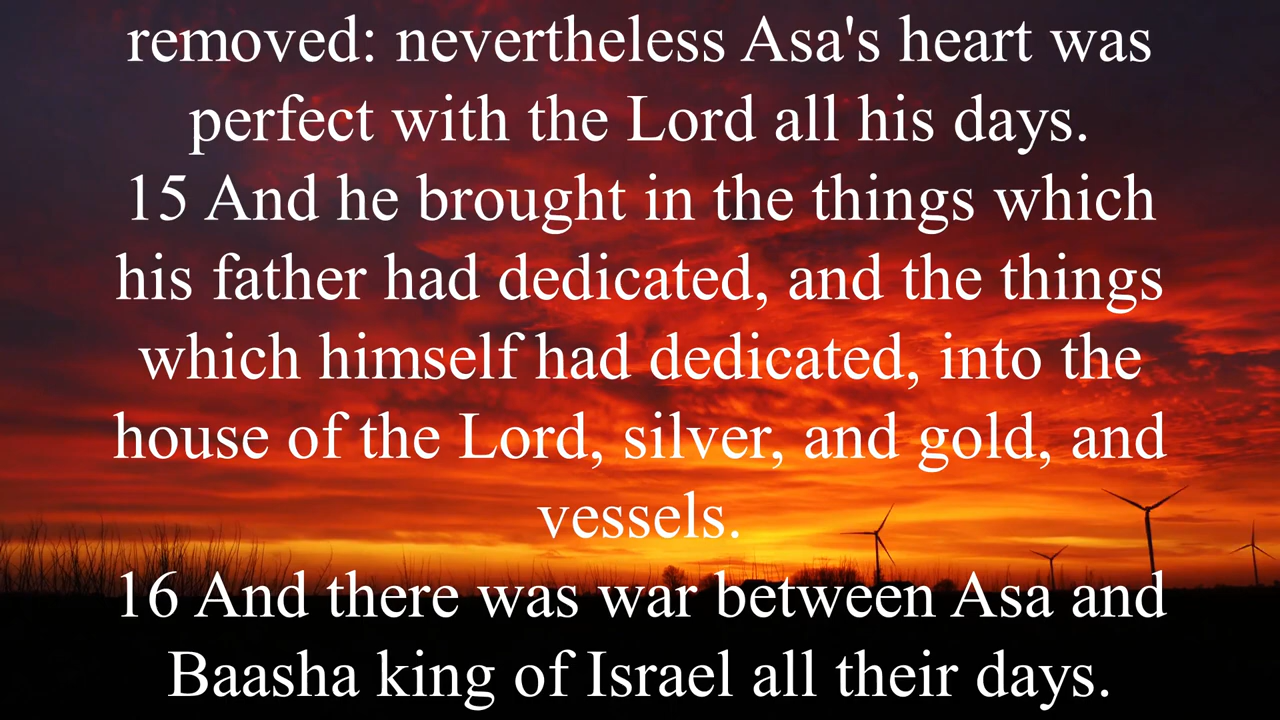 removed: nevertheless Asa's heart was
perfect with the Lord all his days.
15 And he brought in the things which
his father had dedicated, and the things
which himself had dedicated, into the
house of the Lord, silver, and gold, and
vessels.
16 And there was war between Asa and
Baasha king of Israel all their days.